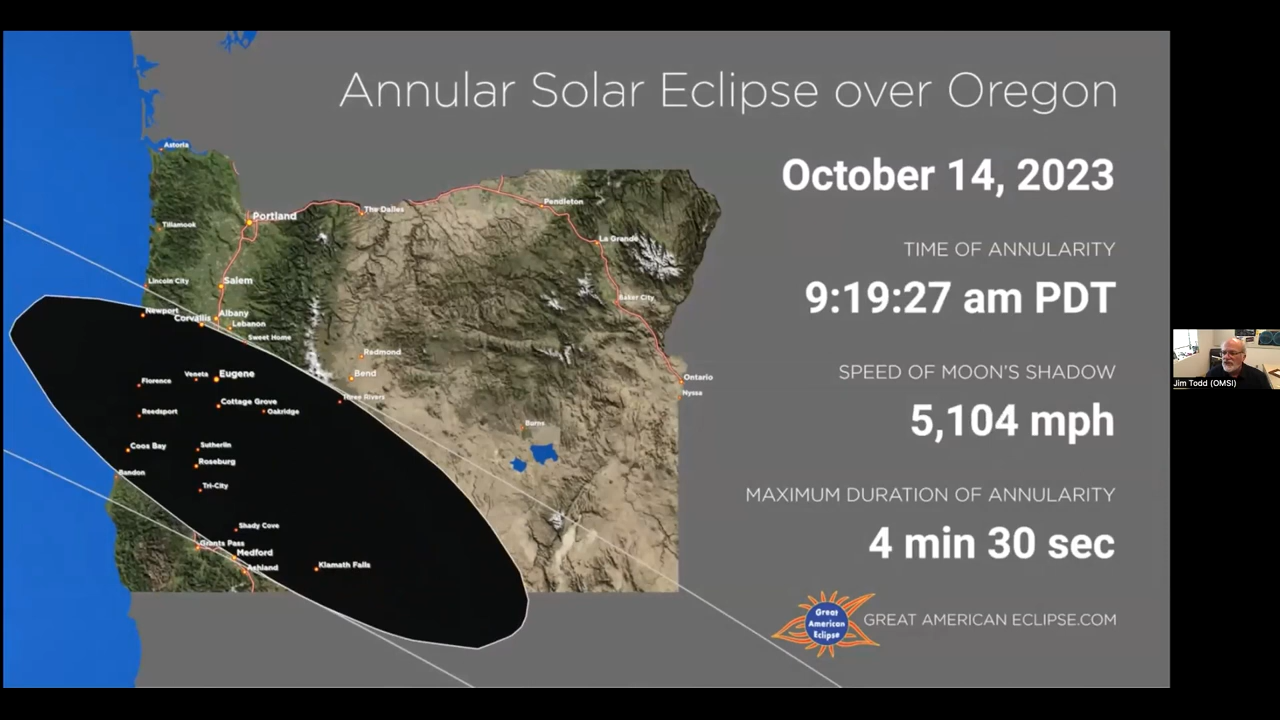 Annular Solar Eclipse over Oregon
October 14, 2023
TIME OF ANNULARITY
9:19:27 am PDT
SPEED OF MOON'S SHADOW
5,104 mph
MAXIMUM DURATION OF ANNULARITY
4 min 30 sec
Great
American
Eclipse
GREAT AMERICAN ECLIPSE.COM
Astoria
Portland
The Dalles
Pendleton
Tillamook
La Grande
Lincoln City
Salem
Baker City
Newport
Corvallis
Albany
Lebanon
Sweet Home
Redmond
Bend
Three Rivers
Ontario
Nyssa
Florence
Veneta
Eugene
Cottage Grove
Oakridge
Reedsport
Burns
Coos Bay
Sutherlin
Roseburg
Bandon
Tri-City
Shady Cove
Grants Pass
Medford
Ashland
Klamath Falls
Jim Todd (OMSI)